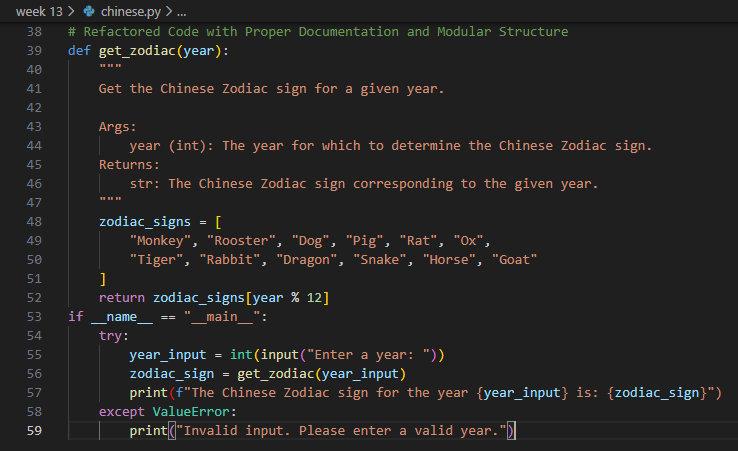 week 13 > chinese.py > ...
38 # Refactored Code with Proper Documentation and Modular Structure
39 def get_zodiac(year):
40     """
41     Get the Chinese Zodiac sign for a given year.
42
43     Args:
44         year (int): The year for which to determine the Chinese Zodiac sign.
45     Returns:
46         str: The Chinese Zodiac sign corresponding to the given year.
47     """
48     zodiac_signs = [
49         "Monkey", "Rooster", "Dog", "Pig", "Rat", "Ox",
50         "Tiger", "Rabbit", "Dragon", "Snake", "Horse", "Goat"
51     ]
52     return zodiac_signs[year % 12]
53 if __name__ == "__main__":
54     try:
55         year_input = int(input("Enter a year: "))
56         zodiac_sign = get_zodiac(year_input)
57         print(f"The Chinese Zodiac sign for the year {year_input} is: {zodiac_sign}")
58     except ValueError:
59         print("Invalid input. Please enter a valid year.")